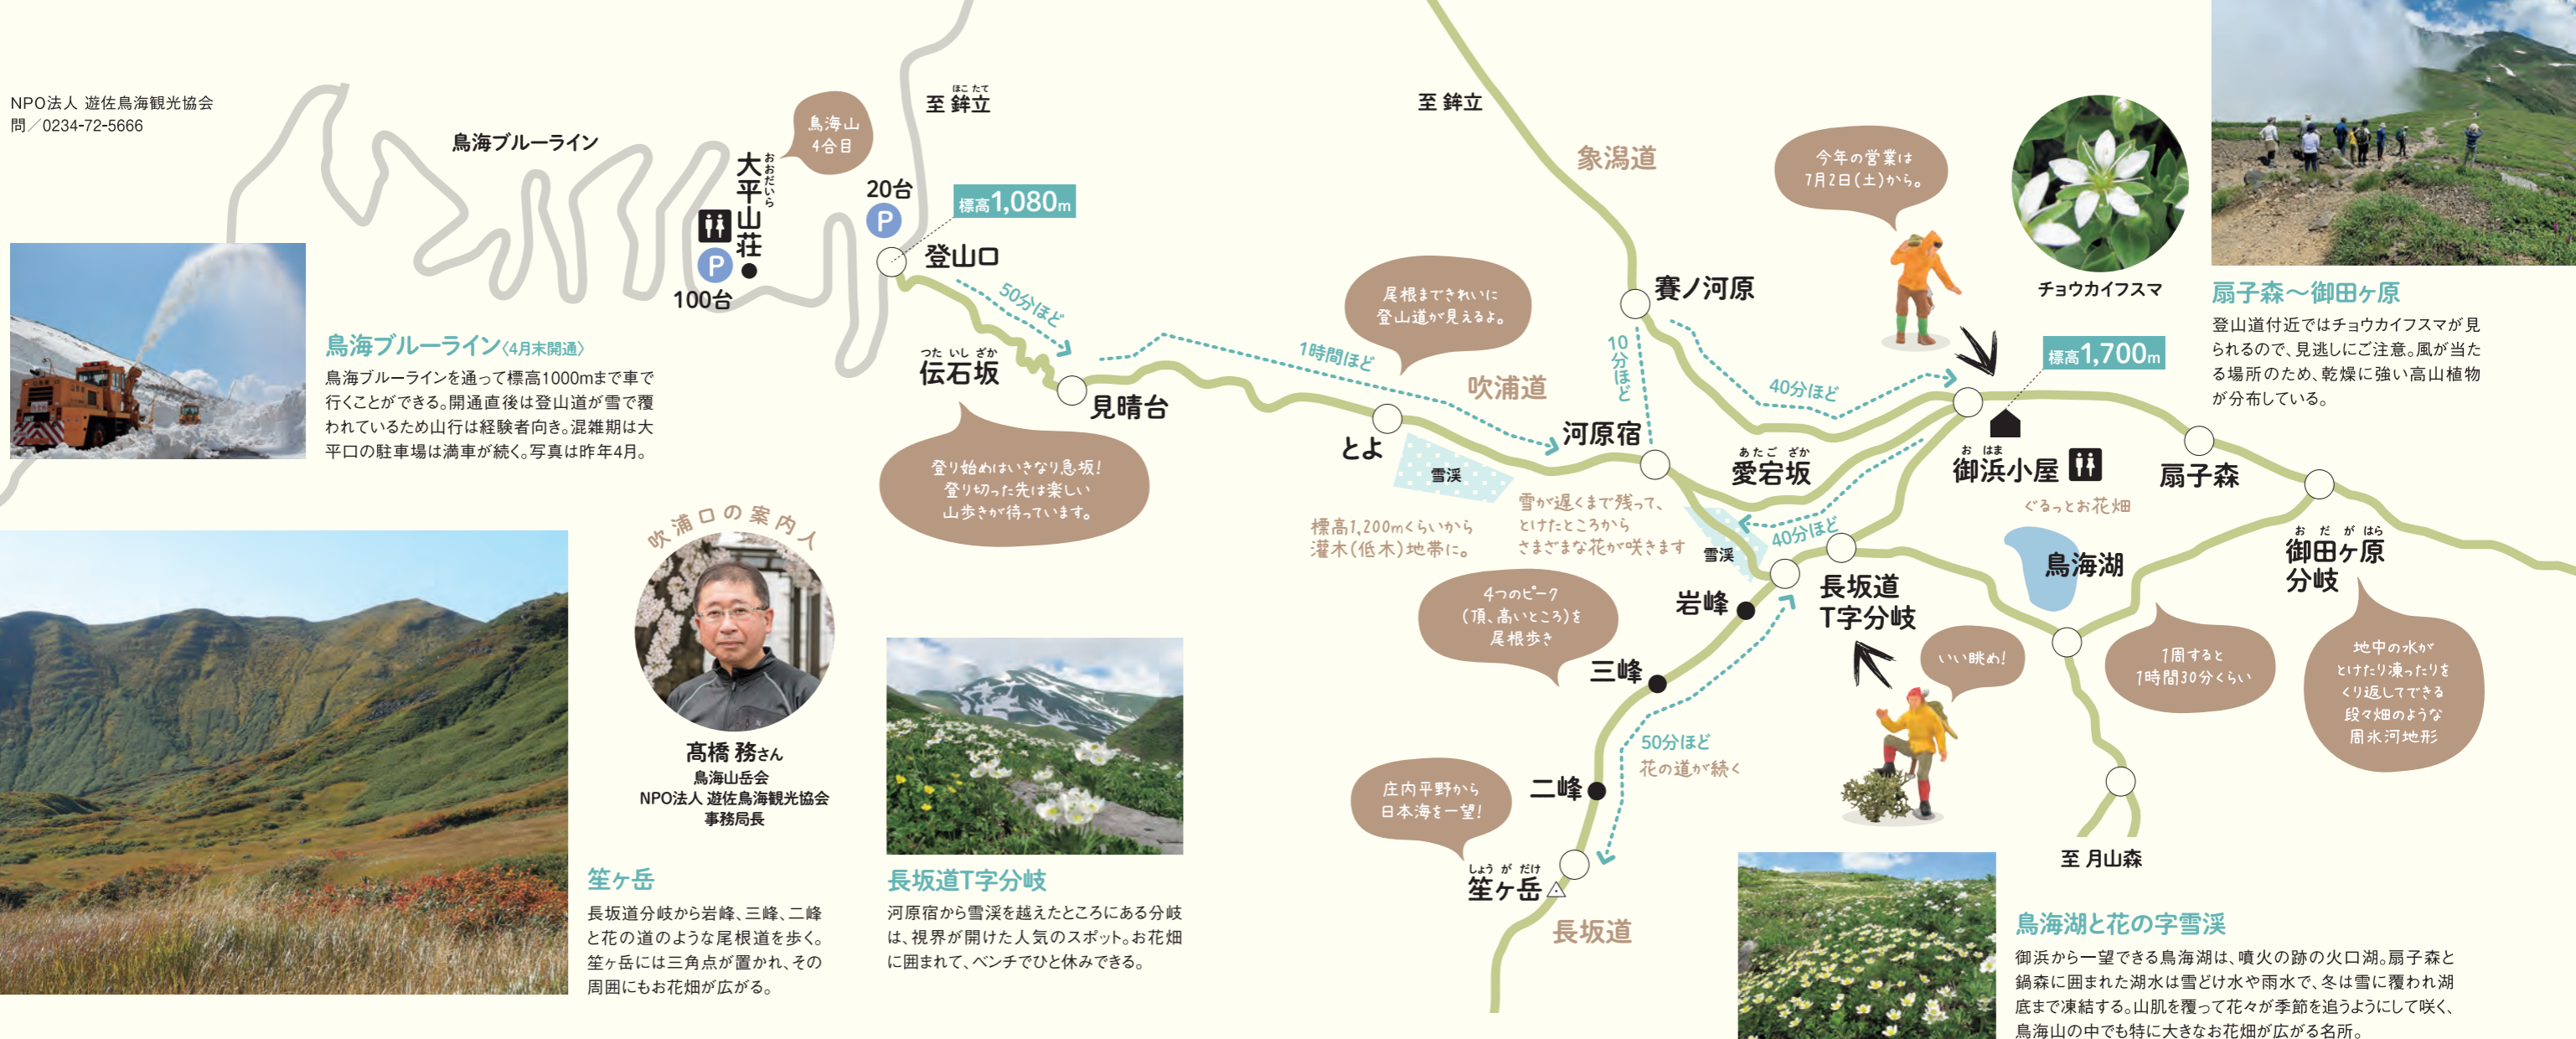 NPO法人 遊佐鳥海観光協会
問／0234-72-5666
鳥海ブルーライン
大平山荘
おおだいら
鳥海山
4合目
P
100台
20台
P
至 鉾立
ほこ たて
標高1,080m
登山口
50分ほど
伝石坂
つた いし ざか
見晴台
登り始めはいきなり急坂!
登り切った先は楽しい
山歩きが待っています。
1時間ほど
尾根まできれいに
登山道が見えるよ。
吹浦道
とよ
雪渓
標高1,200mくらいから
灌木(低木)地帯に。
河原宿
雪が遅くまで残って、
とけたところから
さまざまな花が咲きます
至 鉾立
象潟道
賽ノ河原
10分ほど
40分ほど
愛宕坂
あたご ざか
今年の営業は
7月2日(土)から。
チョウカイフスマ
標高1,700m
御浜小屋
お はま
ぐるっとお花畑
扇子森
御田ヶ原
分岐
お だ が はら
鳥海湖
雪渓
40分ほど
長坂道
T字分岐
岩峰
三峰
二峰
4つのピーク
(頂、高いところ)を
尾根歩き
50分ほど
花の道が続く
庄内平野から
日本海を一望!
笙ヶ岳
しょう が だけ
長坂道
いい眺め!
1周すると
1時間30分くらい
地中の水が
とけたり凍ったりを
くり返してできる
段々畑のような
周氷河地形
至 月山森
鳥海ブルーライン〈4月末開通〉
鳥海ブルーラインを通って標高1000mまで車で
行くことができる。開通直後は登山道が雪で覆
われているため山行は経験者向き。混雑期は大
平口の駐車場は満車が続く。写真は昨年4月。
吹浦口の案内人
髙橋 務さん
鳥海山岳会
NPO法人 遊佐鳥海観光協会
事務局長
笙ヶ岳
長坂道分岐から岩峰、三峰、二峰
と花の道のような尾根道を歩く。
笙ヶ岳には三角点が置かれ、その
周囲にもお花畑が広がる。
長坂道T字分岐
河原宿から雪渓を越えたところにある分岐
は、視界が開けた人気のスポット。お花畑
に囲まれて、ベンチでひと休みできる。
扇子森～御田ヶ原
登山道付近ではチョウカイフスマが見
られるので、見逃しにご注意。風が当た
る場所のため、乾燥に強い高山植物
が分布している。
鳥海湖と花の字雪渓
御浜から一望できる鳥海湖は、噴火の跡の火口湖。扇子森と
鍋森に囲まれた湖水は雪どけ水や雨水で、冬は雪に覆われ湖
底まで凍結する。山肌を覆って花々が季節を追うようにして咲く、
鳥海山の中でも特に大きなお花畑が広がる名所。